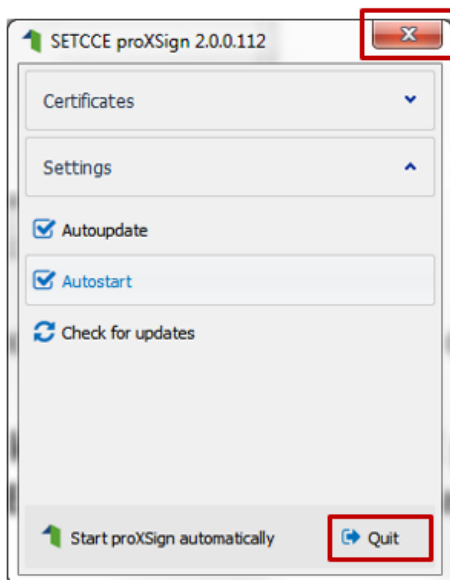 SETCCE proXSign 2.0.0.112
Certificates
Settings
Autoupdate
Autostart
Check for updates
Start proXSign automatically
Quit